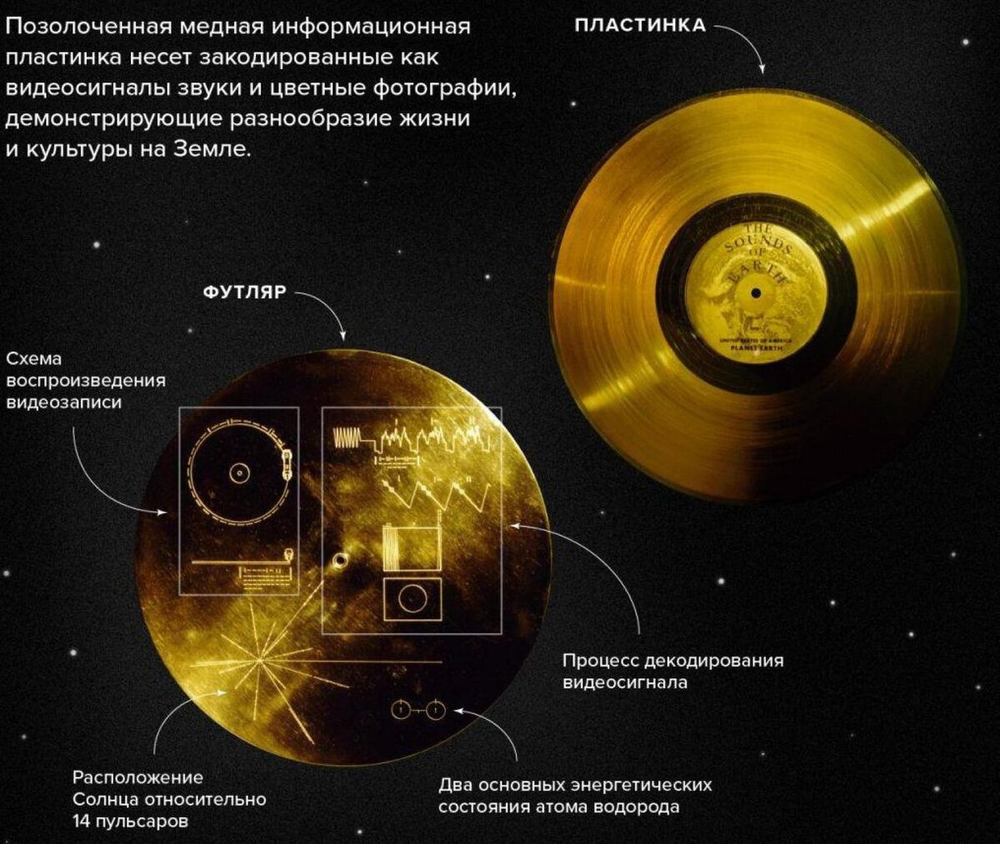 Позолоченная медная информационная
пластинка несет закодированные как
видеосигналы звуки и цветные фотографии,
демонстрирующие разнообразие жизни
и культуры на Земле.
ПЛАСТИНКА
THE
SOUNDS
OF
EARTH
UNITED STATES OF AMERICA
PLANET EARTH
ФУТЛЯР
Схема
воспроизведения
видеозаписи
Процесс декодирования
видеосигнала
Расположение
Солнца относительно
14 пульсаров
Два основных энергетических
состояния атома водорода